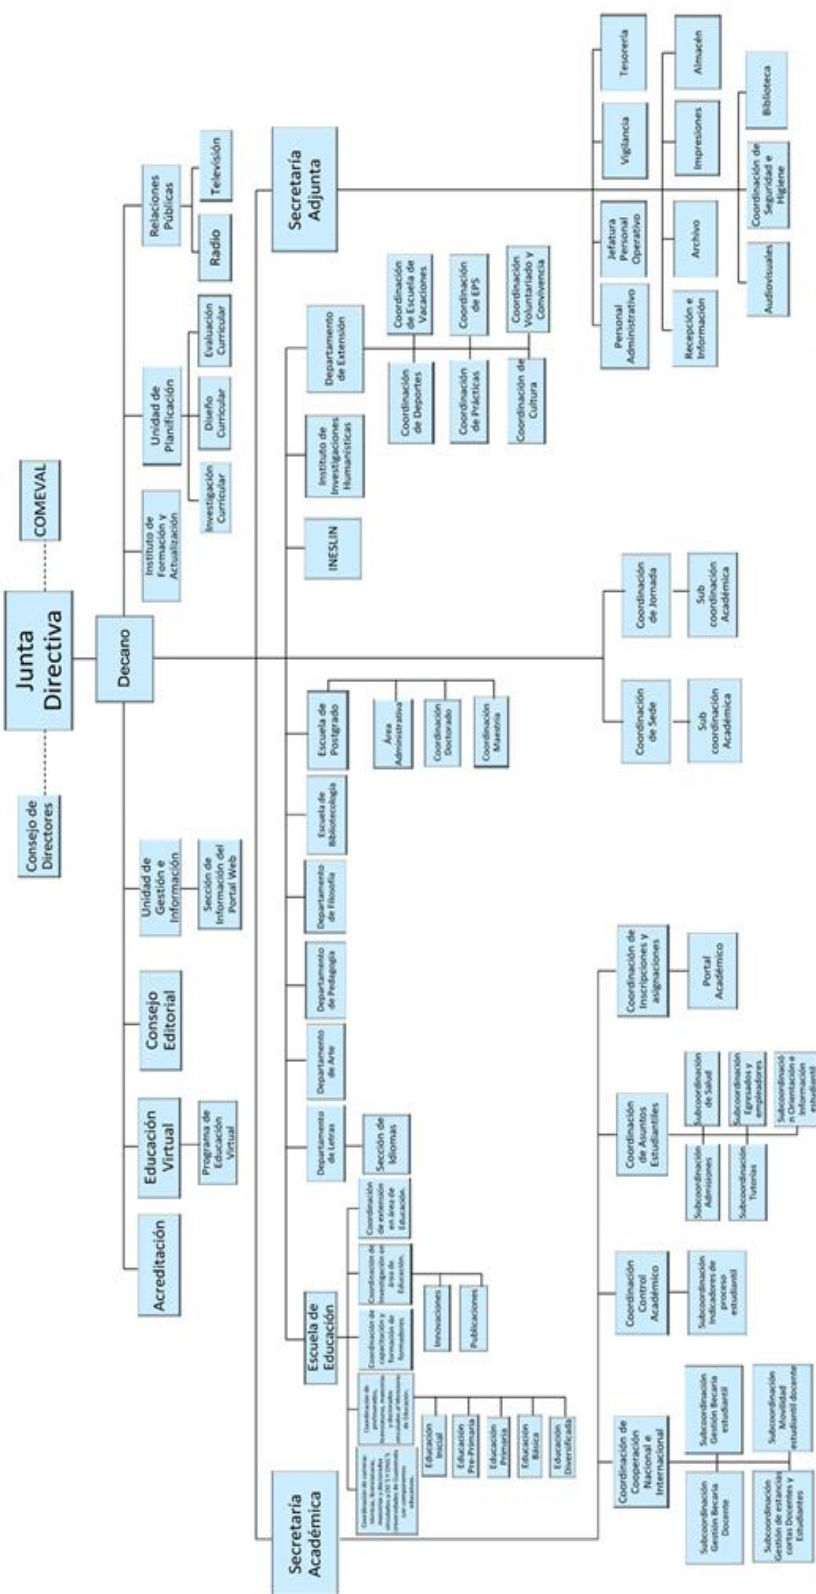 Junta
Directiva
Consejo de
Directores
COMEVAL
Decano
Acreditación
Educación
Virtual
Programa de
Educación
Virtual
Consejo
Editorial
Unidad de
Gestión e
Información
Sección de
Información del
Portal Web
Instituto de
Formación y
Actualización
Unidad de
Planificación
Investigación
Curricular
Diseño
Curricular
Evaluación
Curricular
Relaciones
Públicas
Radio
Televisión
Secretaría
Académica
Secretaría
Adjunta
Escuela de
Educación
Coordinación de
capacitación y
formación de
formadores
Coordinación de
Investigación en
área de
Educación.
Coordinación
de extensión
en área de
Educación.
Educación
Inicial
Educación
Pre-Primaria
Educación
Primaria
Educación
Básica
Educación
Diversificada
Innovaciones
Publicaciones
Departamento
de Letras
Sección de
Idiomas
Departamento
de Arte
Departamento
de Pedagogía
Departamento
de Filosofía
Escuela de
Bibliotecología
Escuela de
Postgrado
Área
Administrativa
Coordinación
Doctorado
Coordinación
Maestría
INESLIN
Instituto de
Investigaciones
Humanísticas
Departamento
de Extensión
Coordinación
de Deportes
Coordinación
de Escuela de
Vacaciones
Coordinación
de Prácticas
Coordinación
de EPS
Coordinación de
Cultura
Coordinación
Voluntariado y
Convivencia
Coordinación de
Cooperación
Nacional e
Internacional
Subcoordinación
Gestión Becaria
Docente
Subcoordinación
Gestión Becaria
estudiantil
Subcoordinación
Gestión de estancias
cortas Docentes y
Estudiantes
Subcoordinación
Movilidad
estudiantil docente
Coordinación
Control
Académico
Subcoordinación
Indicadores de
proceso
estudiantil
Coordinación
de Asuntos
Estudiantiles
Subcoordinación
Admisiones
Subcoordinación
de Salud
Subcoordinación
Tutorías
Subcoordinación
Egresados y
empleadores
Subcoordinació
n Orientación e
Información
estudiantil
Coordinación de
Inscripciones y
asignaciones
Portal
Académico
Coordinación
de Sede
Sub
coordinación
Académica
Coordinación
de Jornada
Sub
coordinación
Académica
Personal
Administrativo
Jefatura
Personal
Operativo
Vigilancia
Tesorería
Recepción e
Información
Archivo
Impresiones
Almacén
Audiovisuales
Coordinación de
Seguridad e
Higiene
Biblioteca